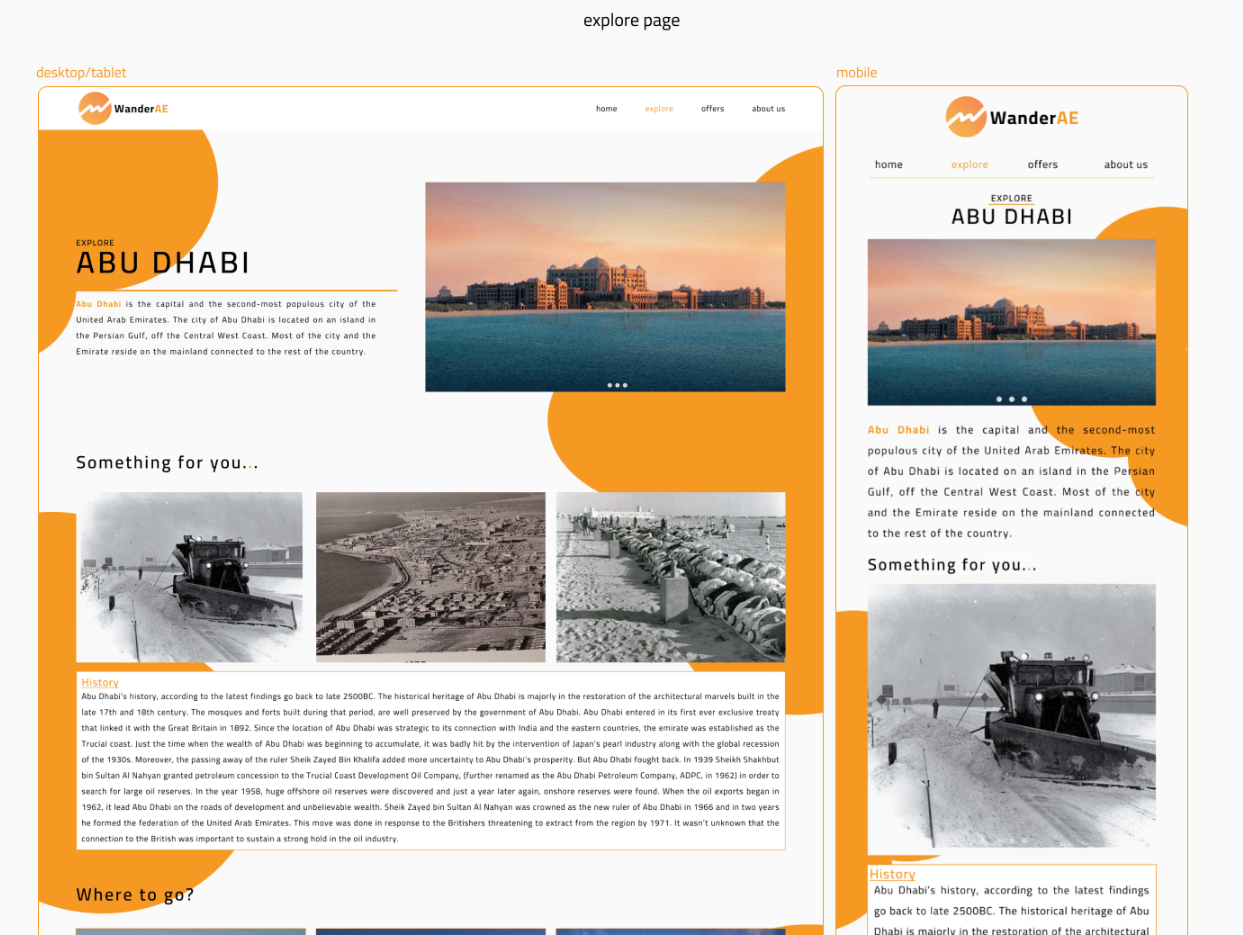 explore page
desktop/tablet
WanderAE
home explore offers about us
EXPLORE
ABU DHABI
Abu Dhabi is the capital and the second-most populous city of the
United Arab Emirates. The city of Abu Dhabi is located on an island in
the Persian Gulf, off the Central West Coast. Most of the city and the
Emirate reside on the mainland connected to the rest of the country.
Something for you...
History
Abu Dhabi's history, according to the latest findings go back to late 2500BC. The historical heritage of Abu Dhabi is majorly in the restoration of the architectural marvels built in the
late 17th and 18th century. The mosques and forts built during that period, are well preserved by the government of Abu Dhabi. Abu Dhabi entered in its first ever exclusive treaty
that linked it with the Great Britain in 1892. Since the location of Abu Dhabi was strategic to its connection with India and the eastern countries, the emirate was established as the
Trucial coast. Just the time when the wealth of Abu Dhabi was beginning to accumulate, it was badly hit by the intervention of Japan's pearl industry along with the global recession
of the 1930s. Moreover, the passing away of the ruler Sheik Zayed Bin Khalifa added more uncertainty to Abu Dhabi's prosperity. But Abu Dhabi fought back. In 1939 Sheikh Shakhbut
bin Sultan Al Nahyan granted petroleum concession to the Trucial Coast Development Oil Company, (further renamed as the Abu Dhabi Petroleum Company, ADPC, in 1962) in order to
search for large oil reserves. In the year 1958, huge offshore oil reserves were discovered and just a year later again, onshore reserves were found. When the oil exports began in
1962, it lead Abu Dhabi on the roads of development and unbelievable wealth. Sheik Zayed bin Sultan Al Nahyan was crowned as the new ruler of Abu Dhabi in 1966 and in two years
he formed the federation of the United Arab Emirates. This move was done in response to the Britishers threatening to extract from the region by 1971. It wasn't unknown that the
connection to the British was important to sustain a strong hold in the oil industry.
Where to go?
mobile
WanderAE
home explore offers about us
EXPLORE
ABU DHABI
Abu Dhabi is the capital and the second-most
populous city of the United Arab Emirates. The city
of Abu Dhabi is located on an island in the Persian
Gulf, off the Central West Coast. Most of the city
and the Emirate reside on the mainland connected
to the rest of the country.
Something for you...
History
Abu Dhabi's history, according to the latest findings
go back to late 2500BC. The historical heritage of Abu
Dhabi is majorly in the restoration of the architectural